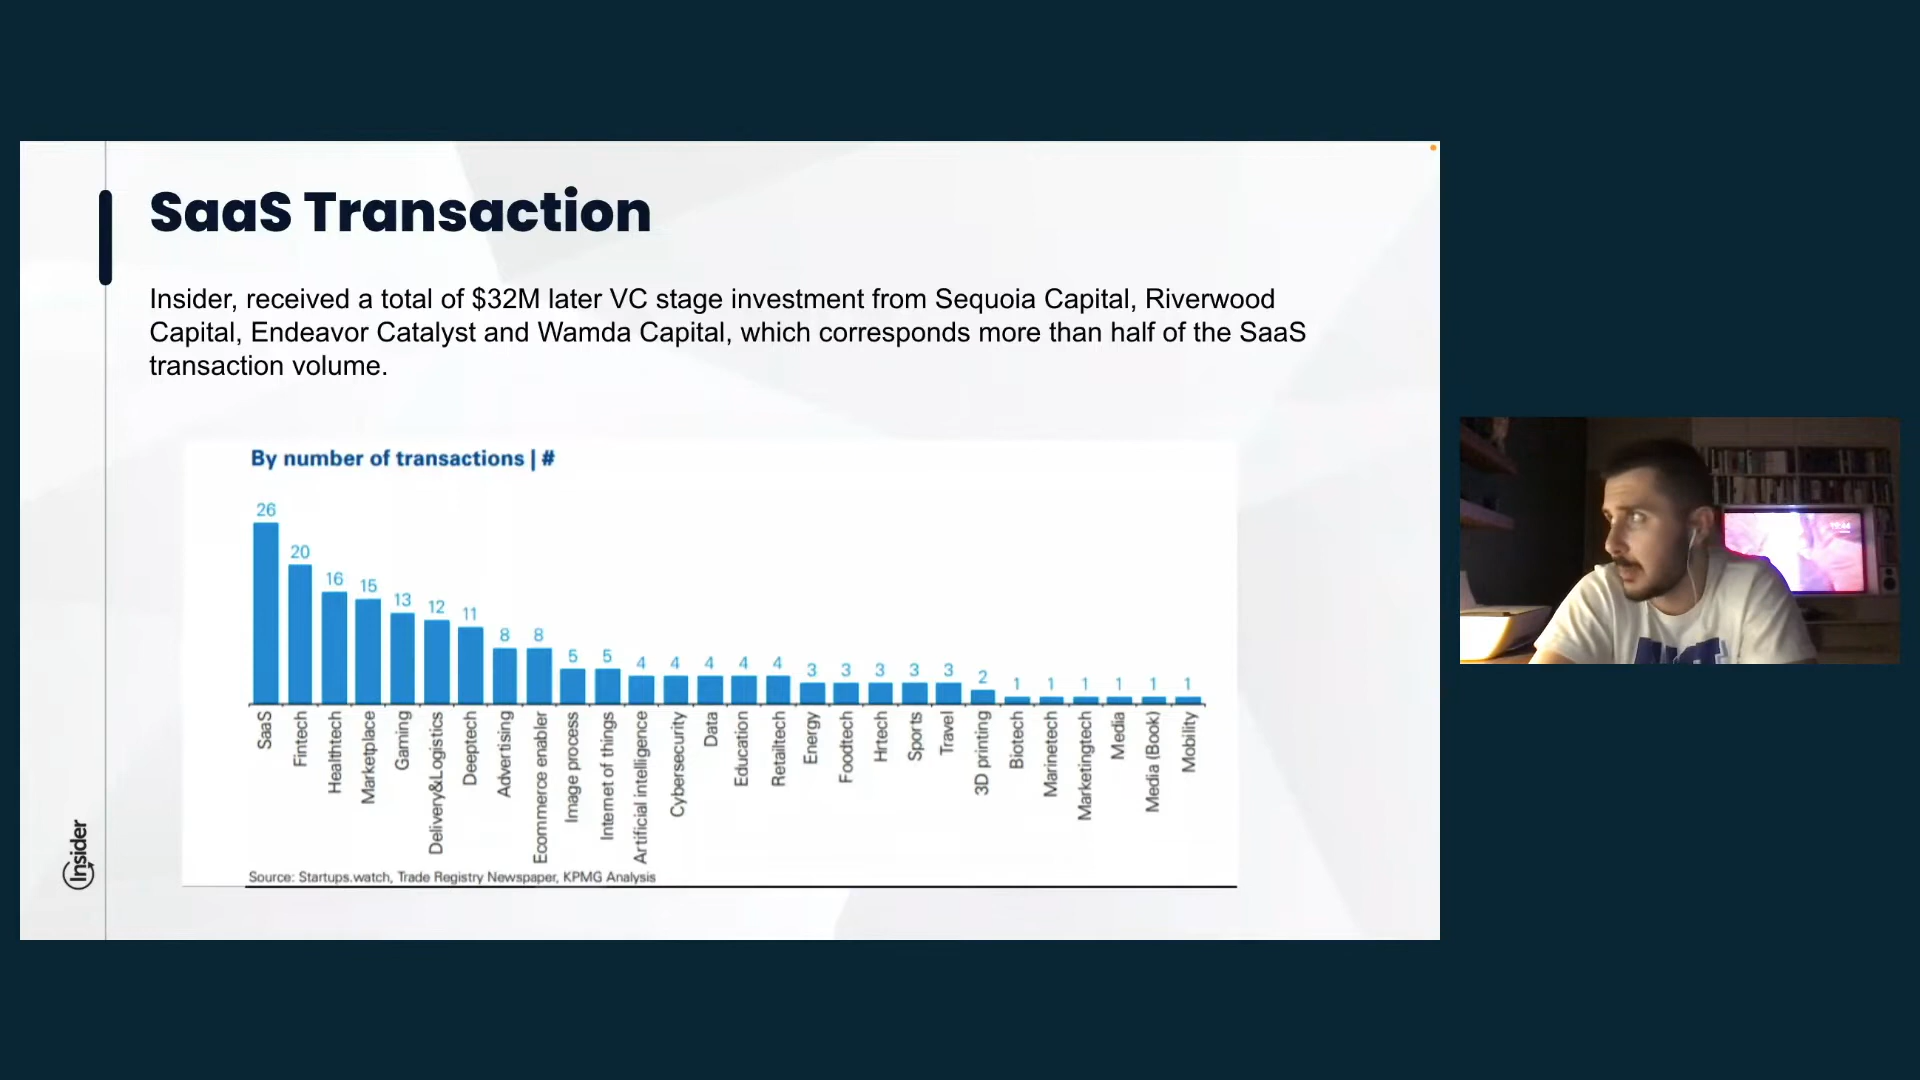 SaaS Transaction
Insider, received a total of $32M later VC stage investment from Sequoia Capital, Riverwood
Capital, Endeavor Catalyst and Wamda Capital, which corresponds more than half of the SaaS
transaction volume.
By number of transactions | #
26
20
16
15
13
12
11
8
8
5
5
4
4
4
4
4
3
3
3
3
3
2
1
1
1
1
1
1
SaaS
Fintech
Healthtech
Marketplace
Gaming
Delivery&Logistics
Deeptech
Advertising
Ecommerce enabler
Image process
Internet of things
Artificial intelligence
Cybersecurity
Data
Education
Retailtech
Energy
Foodtech
Hrtech
Sports
Travel
3D printing
Biotech
Marinetech
Marketingtech
Media
Media (Book)
Mobility
Source: Startups.watch, Trade Registry Newspaper, KPMG Analysis
Insider